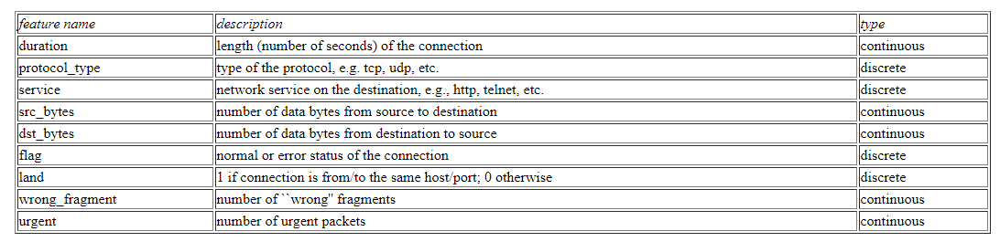 feature name description type
duration length (number of seconds) of the connection continuous
protocol_type type of the protocol, e.g. tcp, udp, etc. discrete
service network service on the destination, e.g., http, telnet, etc. discrete
src_bytes number of data bytes from source to destination continuous
dst_bytes number of data bytes from destination to source continuous
flag normal or error status of the connection discrete
land 1 if connection is from/to the same host/port; 0 otherwise discrete
wrong_fragment number of ``wrong'' fragments continuous
urgent number of urgent packets continuous